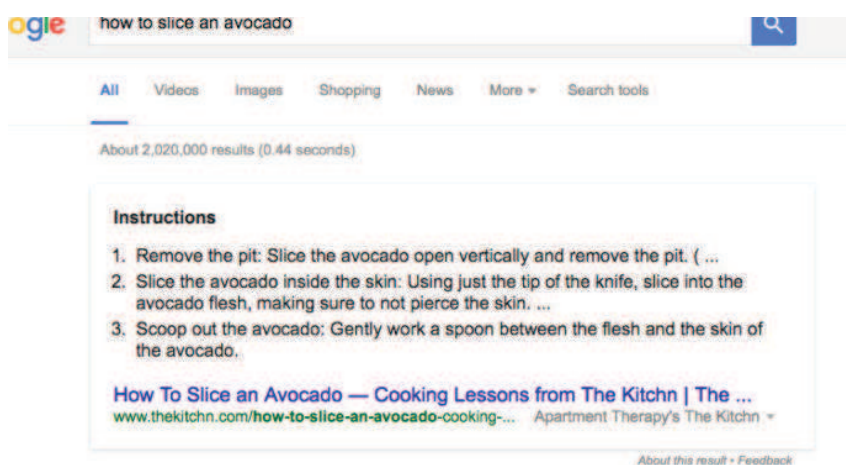 ogle how to slice an avocado
All Videos Images Shopping News More Search tools
About 2,020,000 results (0.44 seconds)
Instructions
1. Remove the pit: Slice the avocado open vertically and remove the pit. ( ...
2. Slice the avocado inside the skin: Using just the tip of the knife, slice into the
avocado flesh, making sure to not pierce the skin. ...
3. Scoop out the avocado: Gently work a spoon between the flesh and the skin of
the avocado.
How To Slice an Avocado — Cooking Lessons from The Kitchn | The ...
www.thekitchn.com/how-to-slice-an-avocado-cooking-... Apartment Therapy's The Kitchn
About this result • Feedback